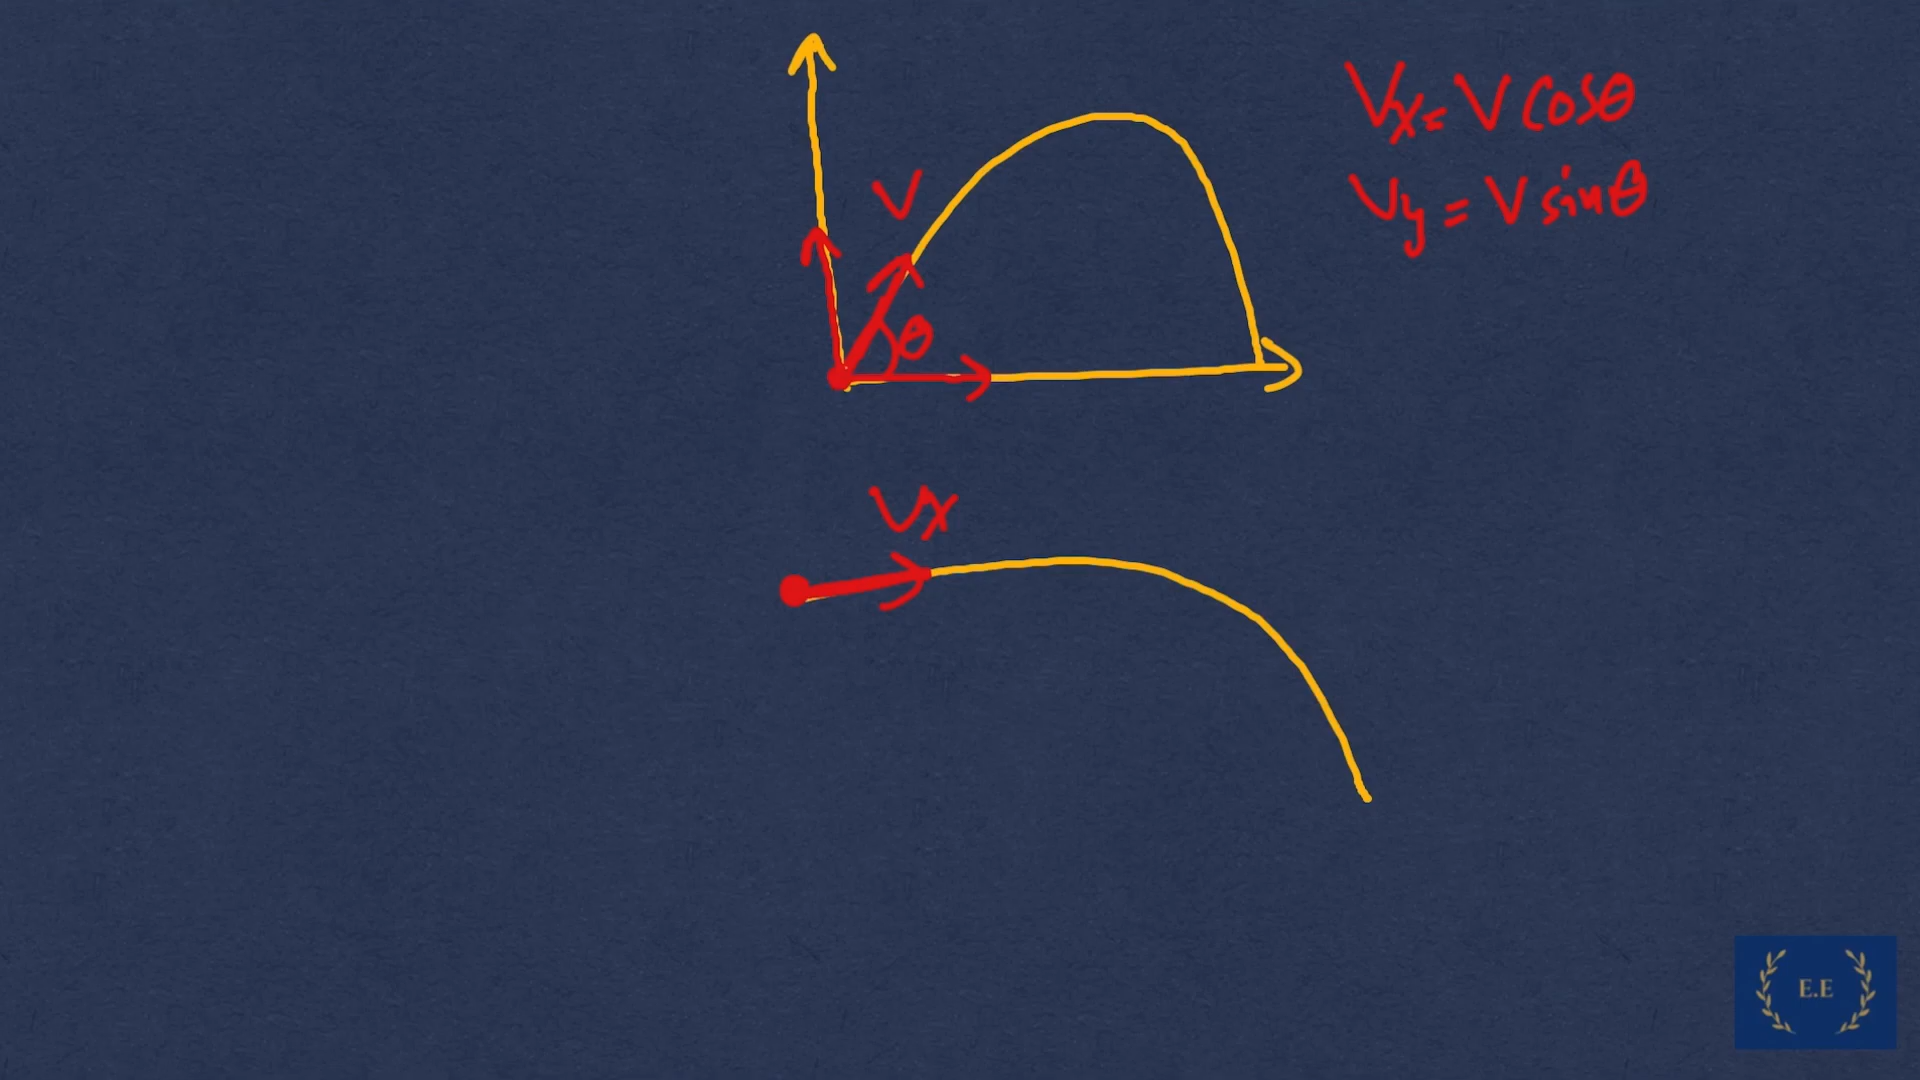 Vx = V cosθ
Vy = V sinθ
V
θ
Vx
E.E